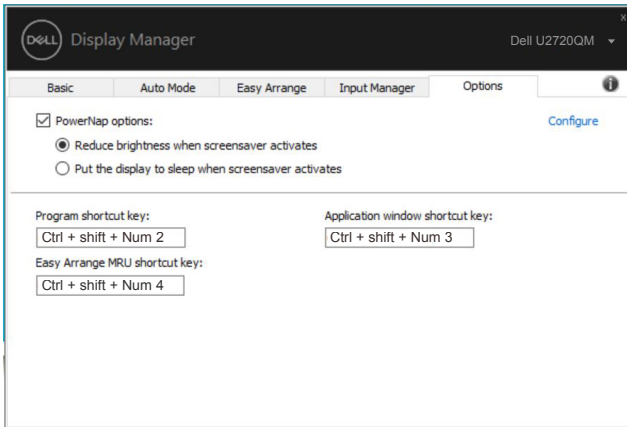 x
DELL Display Manager
Dell U2720QM
Basic Auto Mode Easy Arrange Input Manager Options
PowerNap options:
Configure
Reduce brightness when screensaver activates
Put the display to sleep when screensaver activates
Program shortcut key:
Application window shortcut key:
Ctrl + shift + Num 2
Ctrl + shift + Num 3
Easy Arrange MRU shortcut key:
Ctrl + shift + Num 4